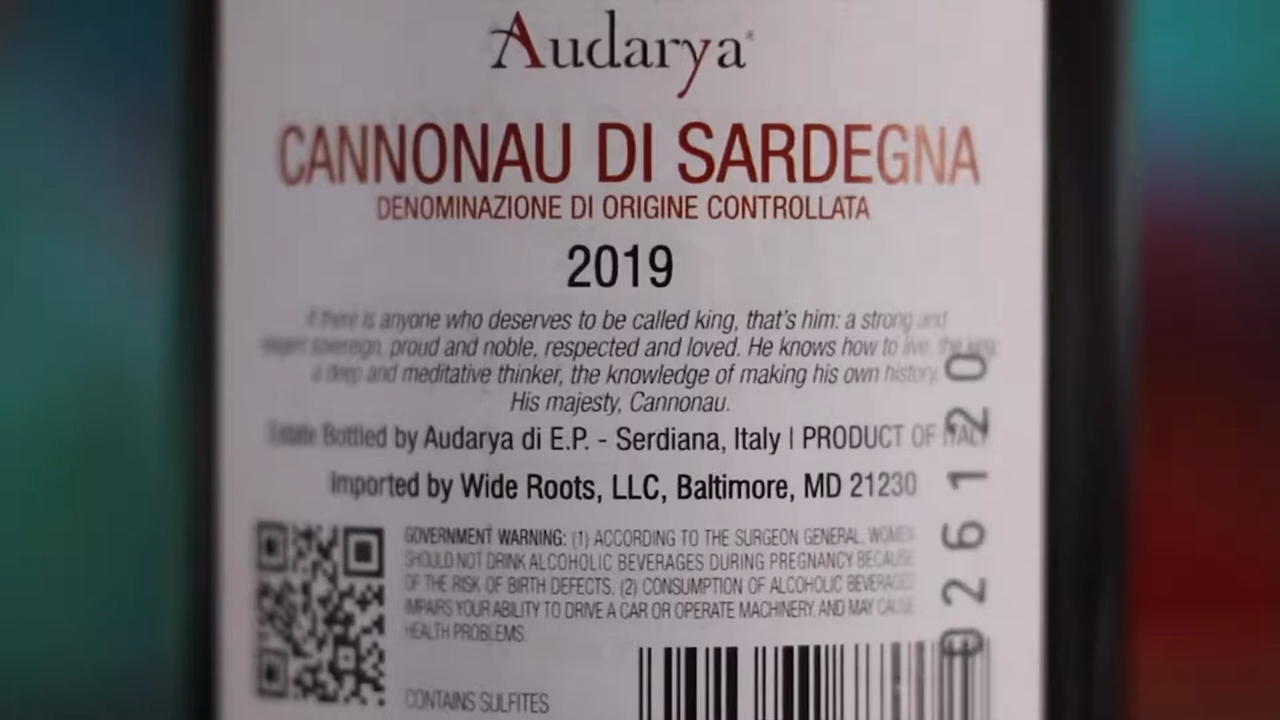 Audarya
CANNONAU DI SARDEGNA
DENOMINAZIONE DI ORIGINE CONTROLLATA
2019
If there is anyone who deserves to be called king, that's him: a strong and
sovereign, proud and noble, respected and loved. He knows how to live, the
a deep and meditative thinker, the knowledge of making his own history.
His majesty, Cannonau.
Estate Bottled by Audarya di E.P. - Serdiana, Italy | PRODUCT OF ITALY
Imported by Wide Roots, LLC, Baltimore, MD 21230
GOVERNMENT WARNING: (1) ACCORDING TO THE SURGEON GENERAL, WOMEN
SHOULD NOT DRINK ALCOHOLIC BEVERAGES DURING PREGNANCY BECAUSE
OF THE RISK OF BIRTH DEFECTS. (2) CONSUMPTION OF ALCOHOLIC BEVERAGES
IMPAIRS YOUR ABILITY TO DRIVE A CAR OR OPERATE MACHINERY, AND MAY CAUSE
HEALTH PROBLEMS.
CONTAINS SULFITES
026120